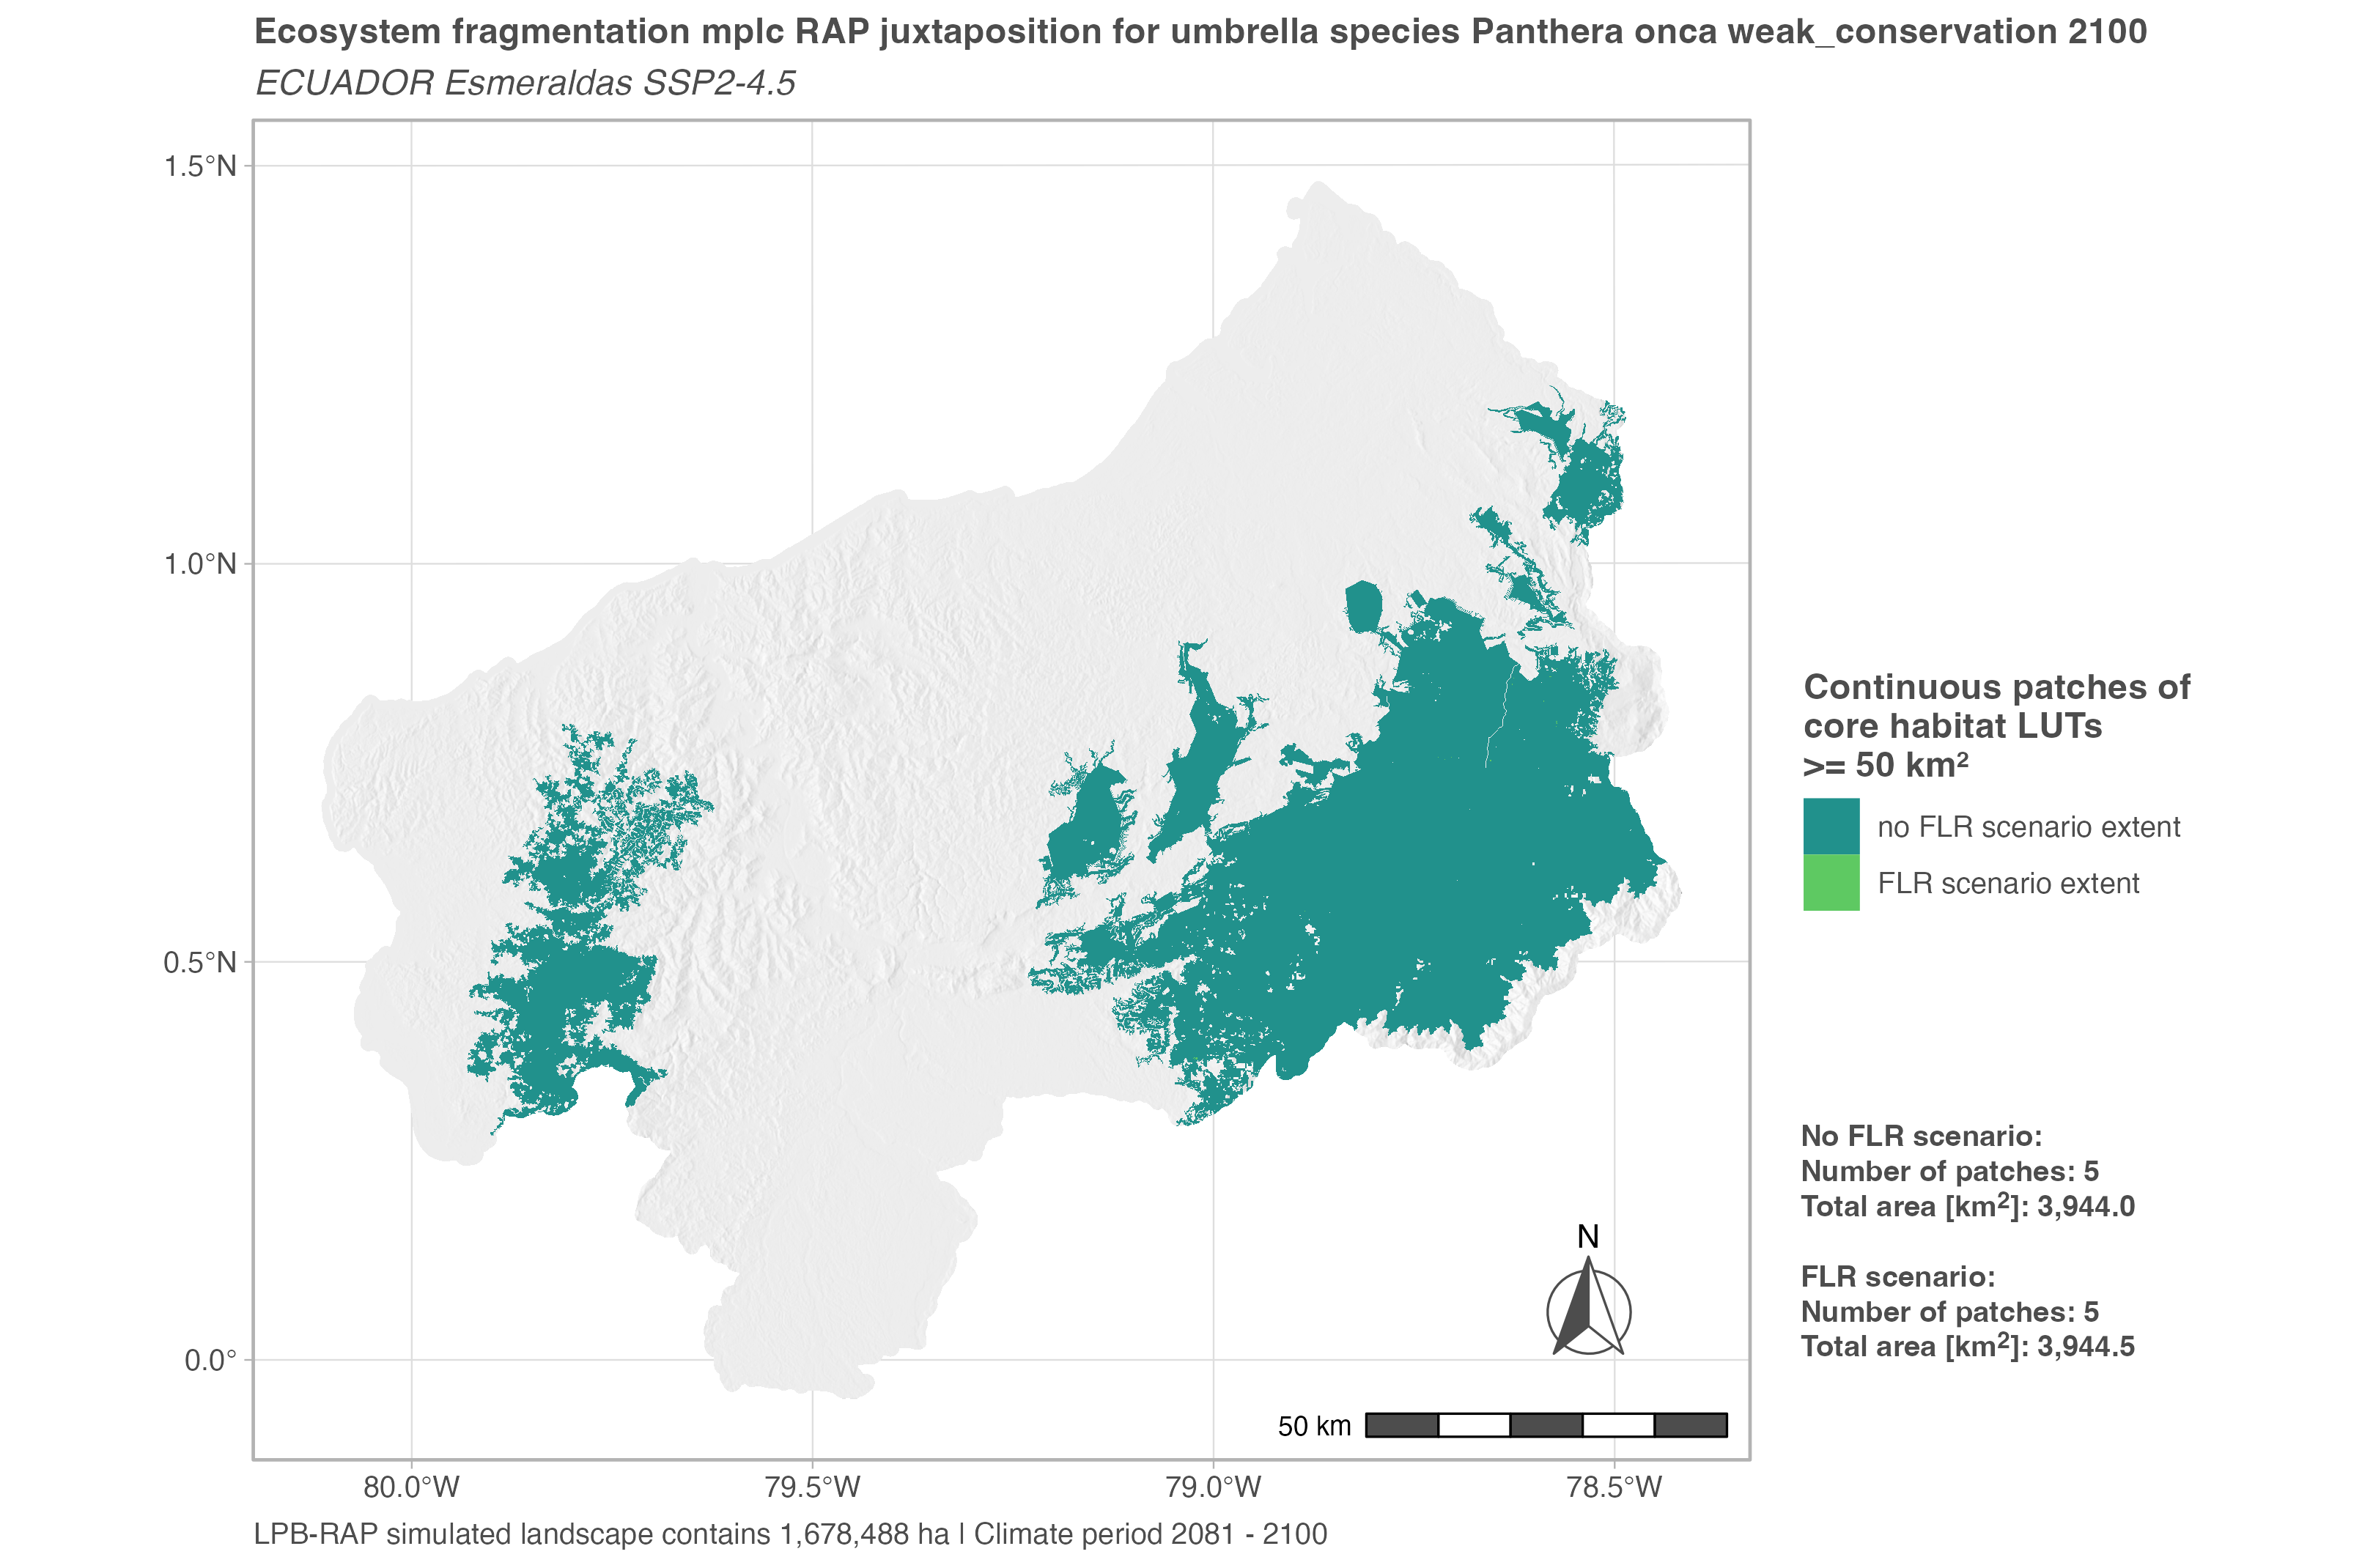 Ecosystem fragmentation mplc RAP juxtaposition for umbrella species Panthera onca weak_conservation 2100
ECUADOR Esmeraldas SSP2-4.5
1.5°N
1.0°N
0.5°N
0.0°
80.0°W
79.5°W
79.0°W
78.5°W
N
50 km
Continuous patches of
core habitat LUTs
>= 50 km²
no FLR scenario extent
FLR scenario extent
No FLR scenario:
Number of patches: 5
Total area [km²]: 3,944.0
FLR scenario:
Number of patches: 5
Total area [km²]: 3,944.5
LPB-RAP simulated landscape contains 1,678,488 ha | Climate period 2081 - 2100